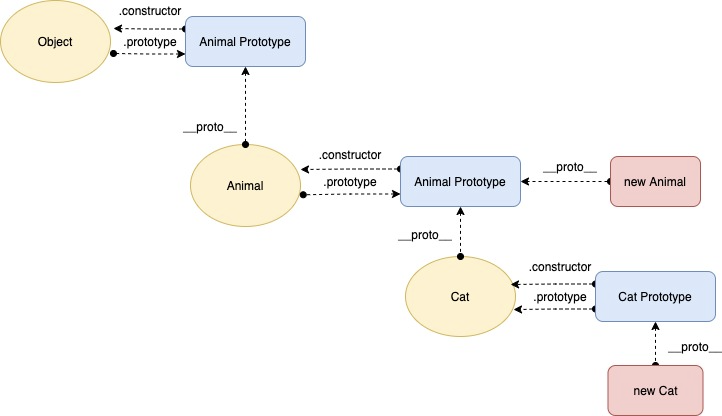 .constructor
Object
Animal Prototype
.prototype
__proto__
.constructor
Animal
.prototype
Animal Prototype
__proto__
new Animal
__proto__
.constructor
Cat
.prototype
Cat Prototype
__proto__
new Cat